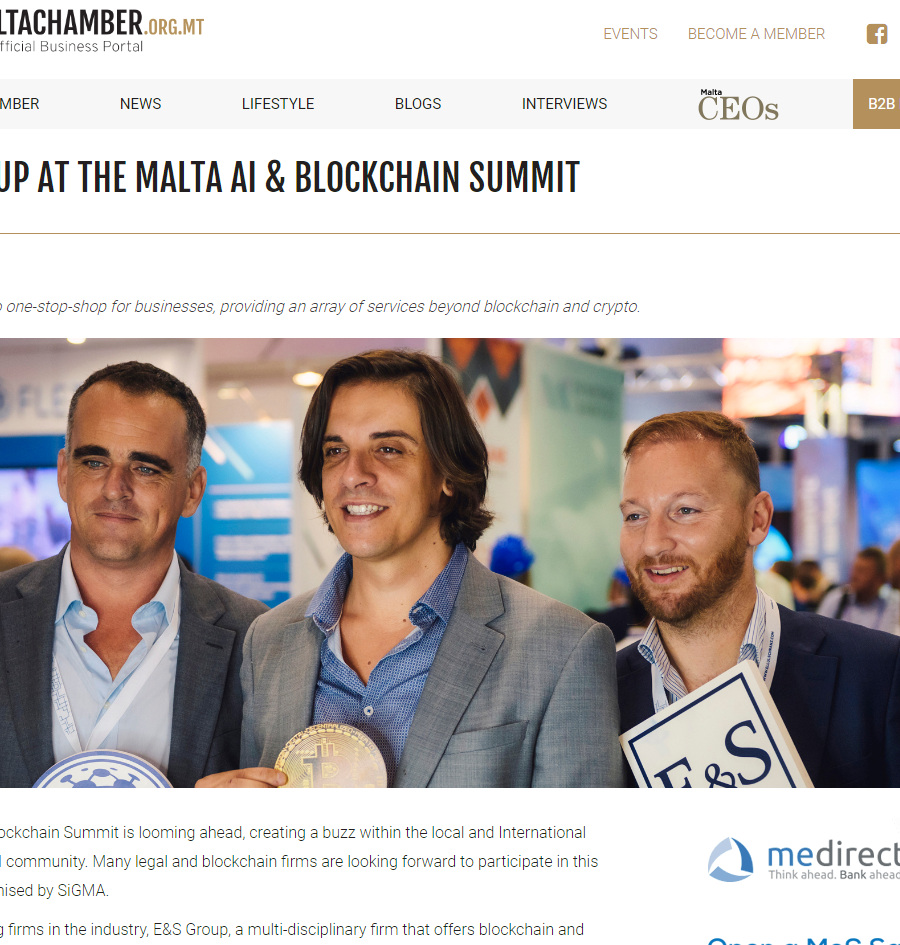 LTACHAMBER.ORG.MT
fficial Business Portal
EVENTS BECOME A MEMBER
MBER NEWS LIFESTYLE BLOGS INTERVIEWS Malta CEOs B2B
UP AT THE MALTA AI & BLOCKCHAIN SUMMIT
one-stop-shop for businesses, providing an array of services beyond blockchain and crypto.
FLE
E&S
ockchain Summit is looming ahead, creating a buzz within the local and International
community. Many legal and blockchain firms are looking forward to participate in this
nised by SiGMA.
g firms in the industry, E&S Group, a multi-disciplinary firm that offers blockchain and
medirect
Think ahead. Bank ahead